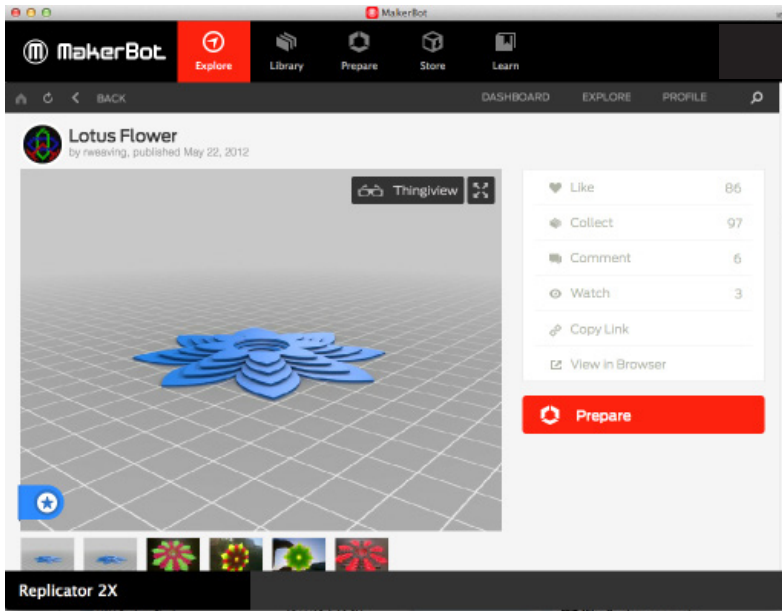 MakerBot
MakerBot
Explore
Library
Prepare
Store
Learn
BACK
DASHBOARD
EXPLORE
PROFILE
Lotus Flower
by rweaving, published May 22, 2012
Thingiview
Like 86
Collect 97
Comment 6
Watch 3
Copy Link
View in Browser
Prepare
Replicator 2X